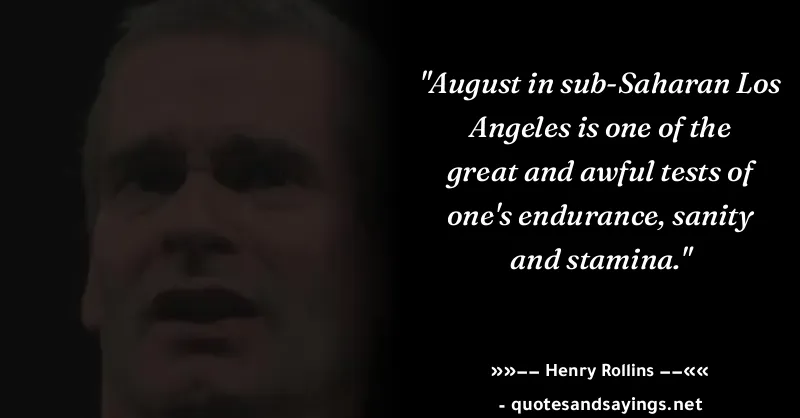 "August in sub-Saharan Los
Angeles is one of the
great and awful tests of
one's endurance, sanity
and stamina."
»»―― Henry Rollins ――««
- quotesandsayings.net